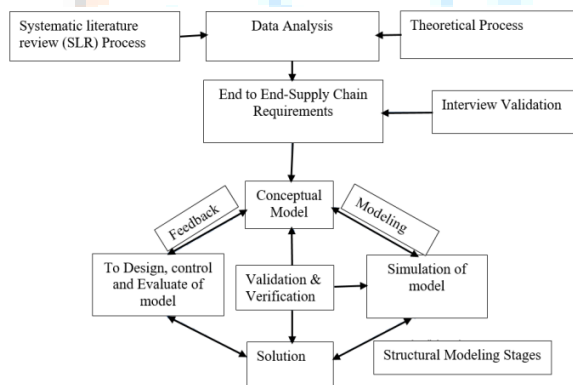 Systematic literature
review (SLR) Process
Data Analysis
Theoretical Process
End to End-Supply Chain
Requirements
Interview Validation
Conceptual
Model
Feedback
Modeling
To Design, control
and Evaluate of
model
Validation &
Verification
Simulation of
model
Solution
Structural Modeling Stages